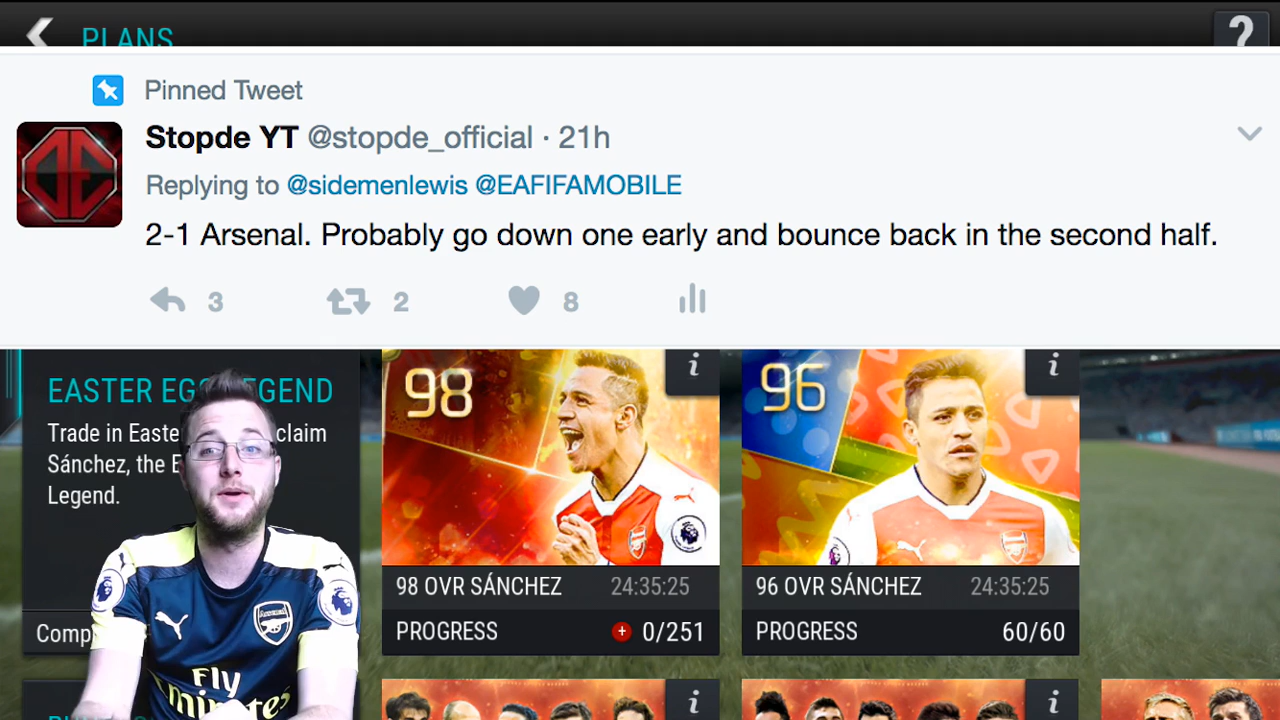 PLANS
?
Pinned Tweet
Stopde YT @stopde_official · 21h
Replying to @sidemenlewis @EAFIFAMOBILE
2-1 Arsenal. Probably go down one early and bounce back in the second half.
3 2 8
EASTER EGG LEGEND
Trade in Easte claim
Sánchez, the E
Legend.
Comp
98
i
98 OVR SÁNCHEZ 24:35:25
PROGRESS + 0/251
96
i
96 OVR SÁNCHEZ 24:35:25
PROGRESS 60/60
Arsenal
Fly
Emirates
i
i